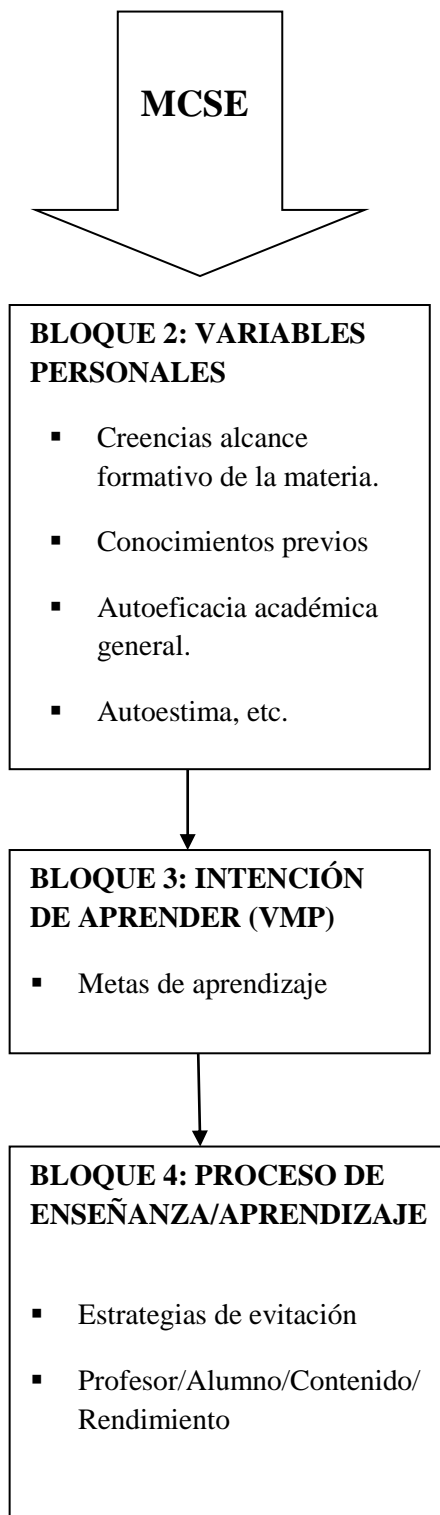 MCSE
BLOQUE 2: VARIABLES
PERSONALES
▪ Creencias alcance
formativo de la materia.
▪ Conocimientos previos
▪ Autoeficacia académica
general.
▪ Autoestima, etc.
BLOQUE 3: INTENCIÓN
DE APRENDER (VMP)
▪ Metas de aprendizaje
BLOQUE 4: PROCESO DE
ENSEÑANZA/APRENDIZAJE
▪ Estrategias de evitación
▪ Profesor/Alumno/Contenido/
Rendimiento